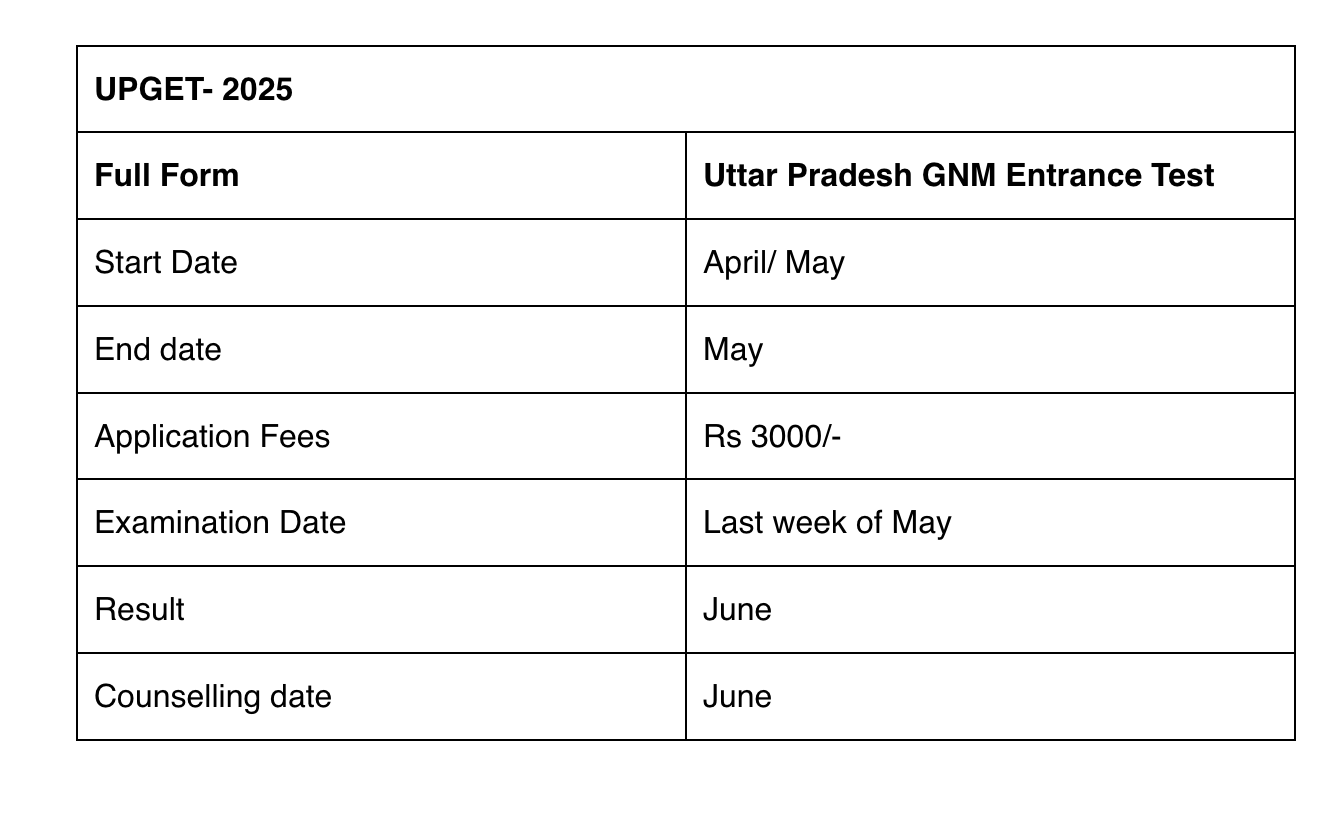 UPGET- 2025
Full Form Uttar Pradesh GNM Entrance Test
Start Date April/ May
End date May
Application Fees Rs 3000/-
Examination Date Last week of May
Result June
Counselling date June